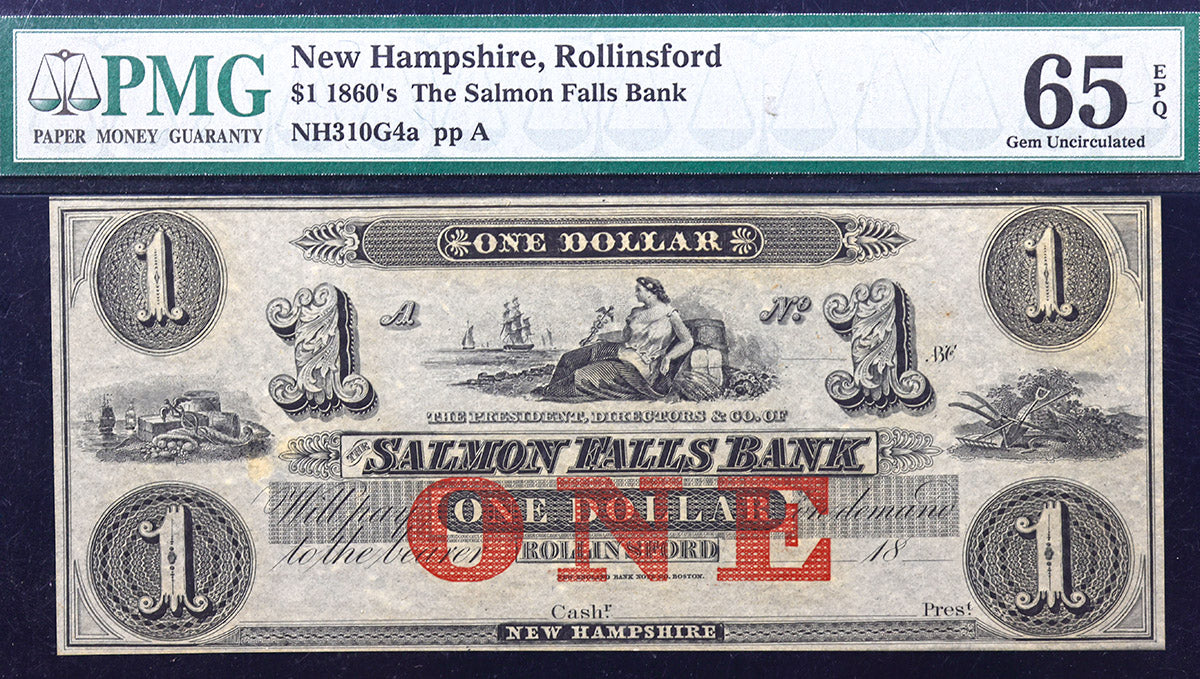 PMG
PAPER MONEY GUARANTY
New Hampshire, Rollinsford
$1 1860's The Salmon Falls Bank
NH310G4a pp A
65
EPQ
Gem Uncirculated
1
ONE DOLLAR
1
1
A
No
1
THE PRESIDENT, DIRECTORS & CO. OF
THE SALMON FALLS BANK
Will pay ONE DOLLAR on demand
to the bearer ROLLINSFORD 18
ONE
NEW ENGLAND BANK NOTE CO. BOSTON.
1
1
Cashr.
Prest.
NEW HAMPSHIRE